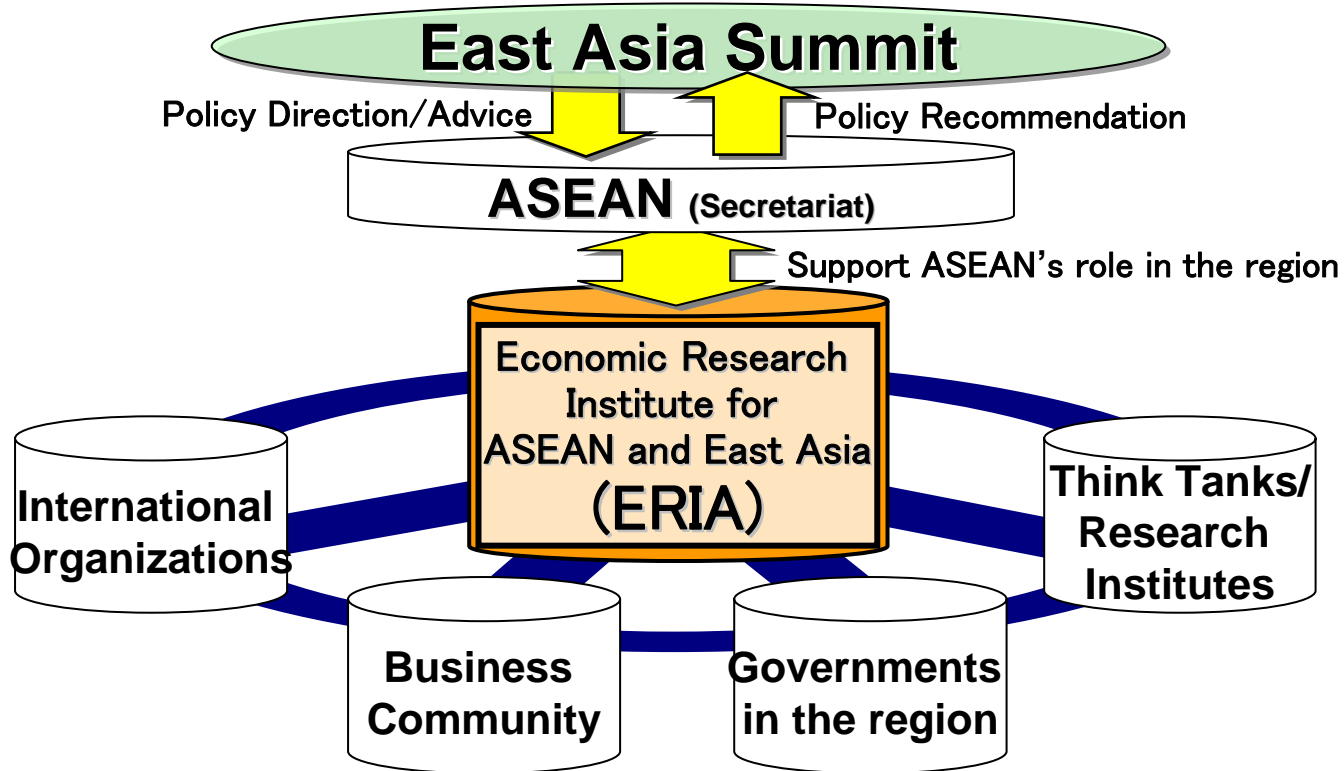 East Asia Summit
Policy Direction/Advice
Policy Recommendation
ASEAN (Secretariat)
Support ASEAN’s role in the region
Economic Research
Institute for
ASEAN and East Asia
(ERIA)
International
Organizations
Think Tanks/
Research
Institutes
Business
Community
Governments
in the region